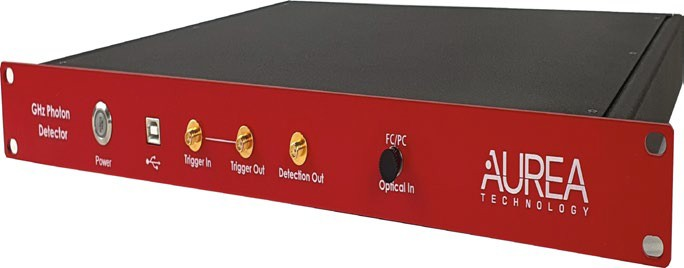 GHz Photon
Detector
Power
Trigger In
Trigger Out
Detection Out
FC/PC
Optical In
AUREA
TECHNOLOGY